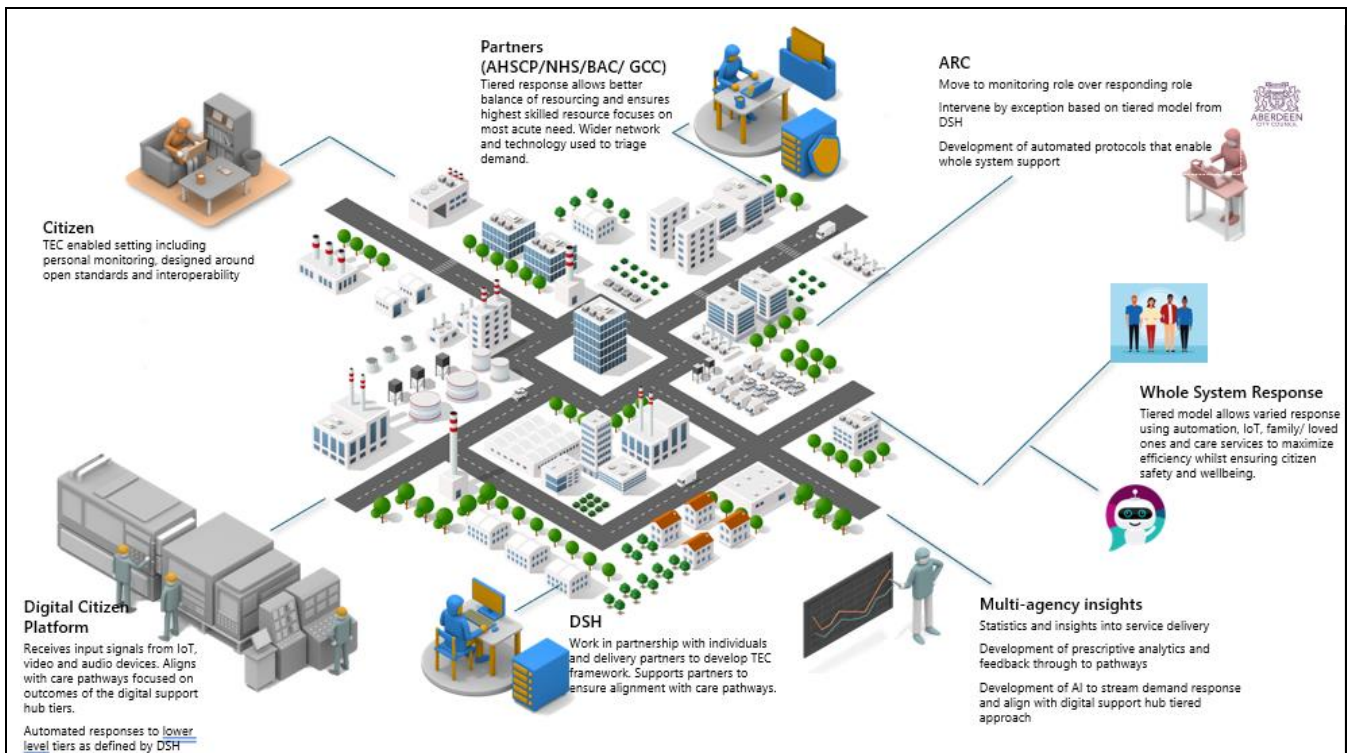 Partners
(AHSCP/NHS/BAC/ GCC)
Tiered response allows better
balance of resourcing and ensures
highest skilled resource focuses on
most acute need. Wider network
and technology used to triage
demand.
ARC
Move to monitoring role over responding role
Intervene by exception based on tiered model from
DSH
Development of automated protocols that enable
whole system support
ABERDEEN
CITY COUNCIL
Citizen
TEC enabled setting including
personal monitoring, designed around
open standards and interoperability
Whole System Response
Tiered model allows varied response
using automation, IoT, family/ loved
ones and care services to maximize
efficiency whilst ensuring citizen
safety and wellbeing.
Digital Citizen
Platform
Receives input signals from IoT,
video and audio devices. Aligns
with care pathways focused on
outcomes of the digital support
hub tiers.
Automated responses to lower
level tiers as defined by DSH
DSH
Work in partnership with individuals
and delivery partners to develop TEC
framework. Supports partners to
ensure alignment with care pathways.
Multi-agency insights
Statistics and insights into service delivery
Development of prescriptive analytics and
feedback through to pathways
Development of AI to stream demand response
and align with digital support hub tiered
approach